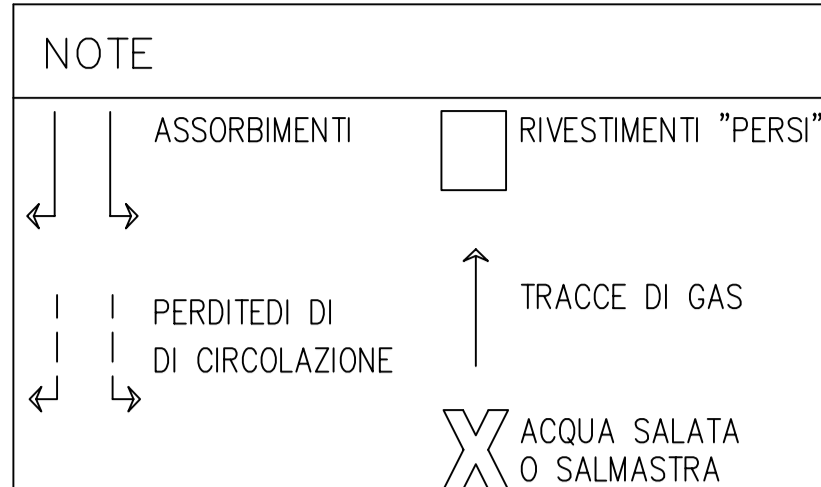 NOTE
ASSORBIMENTI
RIVESTIMENTI "PERSI"
PERDITEDI DI
DI CIRCOLAZIONE
TRACCE DI GAS
ACQUA SALATA
O SALMASTRA